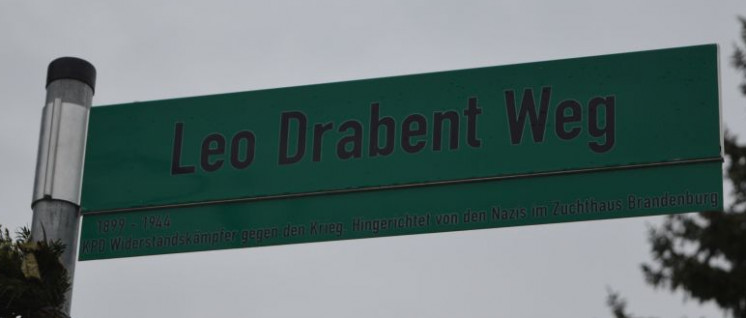 Leo Drabent Weg
1899 - 1944
KPD Widerstandskämpfer gegen den Krieg. Hingerichtet von den Nazis im Zuchthaus Brandenburg